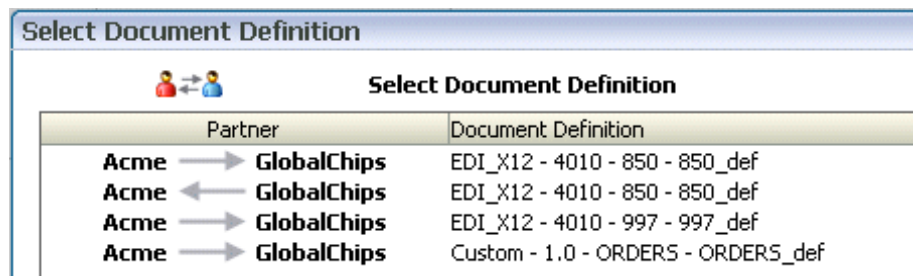 Select Document Definition
Select Document Definition
Partner Document Definition
Acme GlobalChips EDI_X12 - 4010 - 850 - 850_def
Acme GlobalChips EDI_X12 - 4010 - 850 - 850_def
Acme GlobalChips EDI_X12 - 4010 - 997 - 997_def
Acme GlobalChips Custom - 1.0 - ORDERS - ORDERS_def